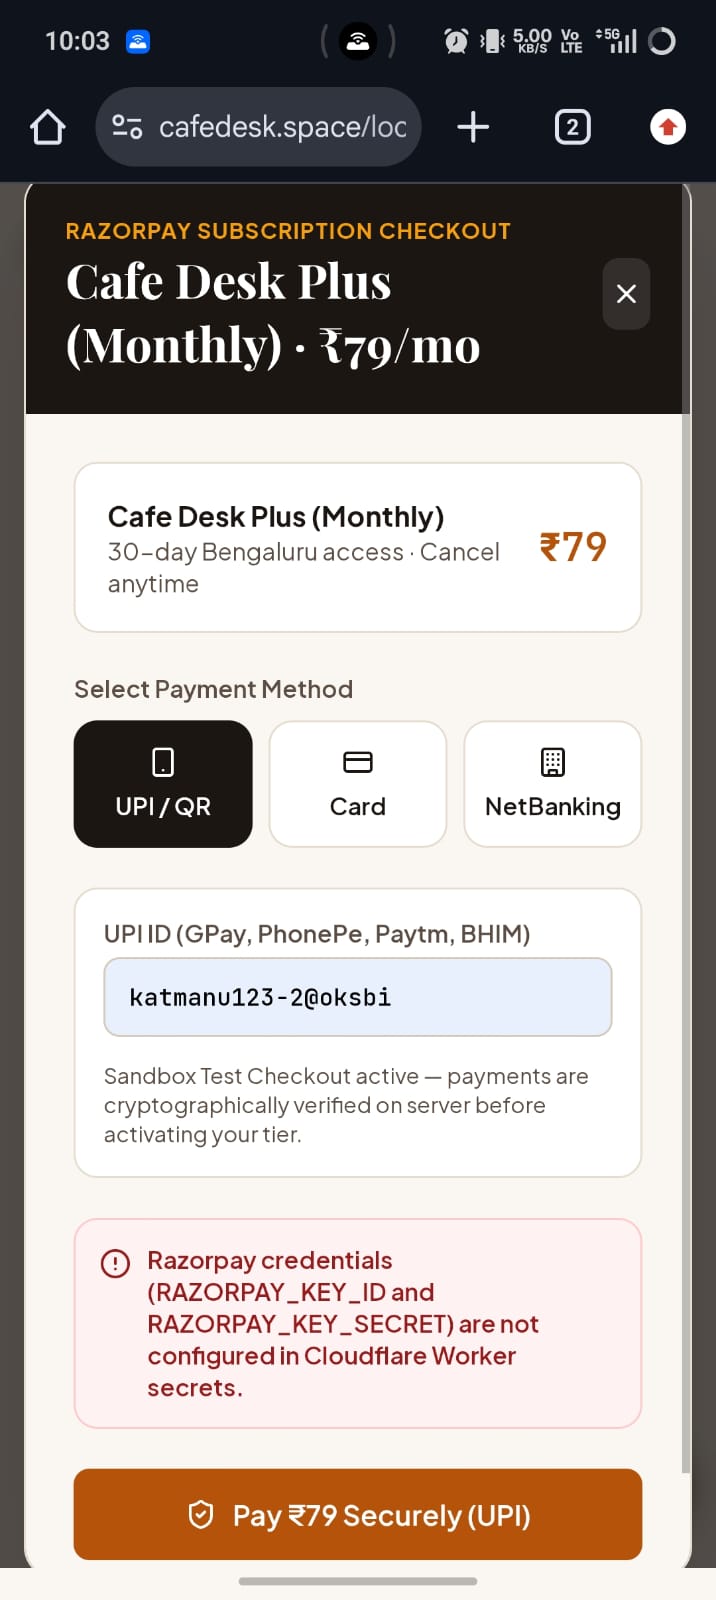 10:03
5.00
KB/S
Vo
LTE
5G
cafedesk.space/loc
2
RAZORPAY SUBSCRIPTION CHECKOUT
Cafe Desk Plus
(Monthly) · ₹79/mo
Cafe Desk Plus (Monthly)
30-day Bengaluru access · Cancel
anytime
₹79
Select Payment Method
UPI / QR
Card
NetBanking
UPI ID (GPay, PhonePe, Paytm, BHIM)
katmanu123-2@oksbi
Sandbox Test Checkout active — payments are
cryptographically verified on server before
activating your tier.
Razorpay credentials
(RAZORPAY_KEY_ID and
RAZORPAY_KEY_SECRET) are not
configured in Cloudflare Worker
secrets.
Pay ₹79 Securely (UPI)